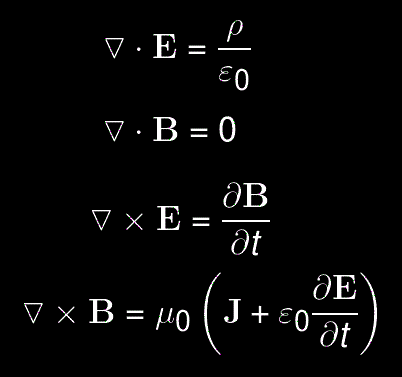 ∇ · E = ρ/ε₀
∇ · B = 0
∇ × E = ∂B/∂t
∇ × B = μ₀ (J + ε₀ ∂E/∂t)